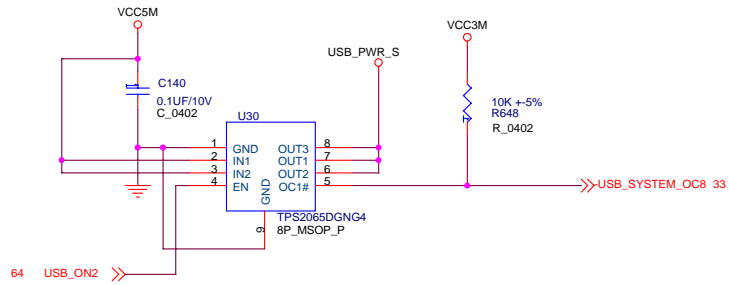 VCC5M
VCC3M
USB_PWR_S
C140
0.1UF/10V
C_0402
10K +-5%
R648
R_0402
U30
1 GND OUT3 8
2 IN1 OUT1 7
3 IN2 OUT2 6
4 EN OC1# 5
GND
9
USB_SYSTEM_OC8 33
TPS2065DGNG4
8P_MSOP_P
64 USB_ON2